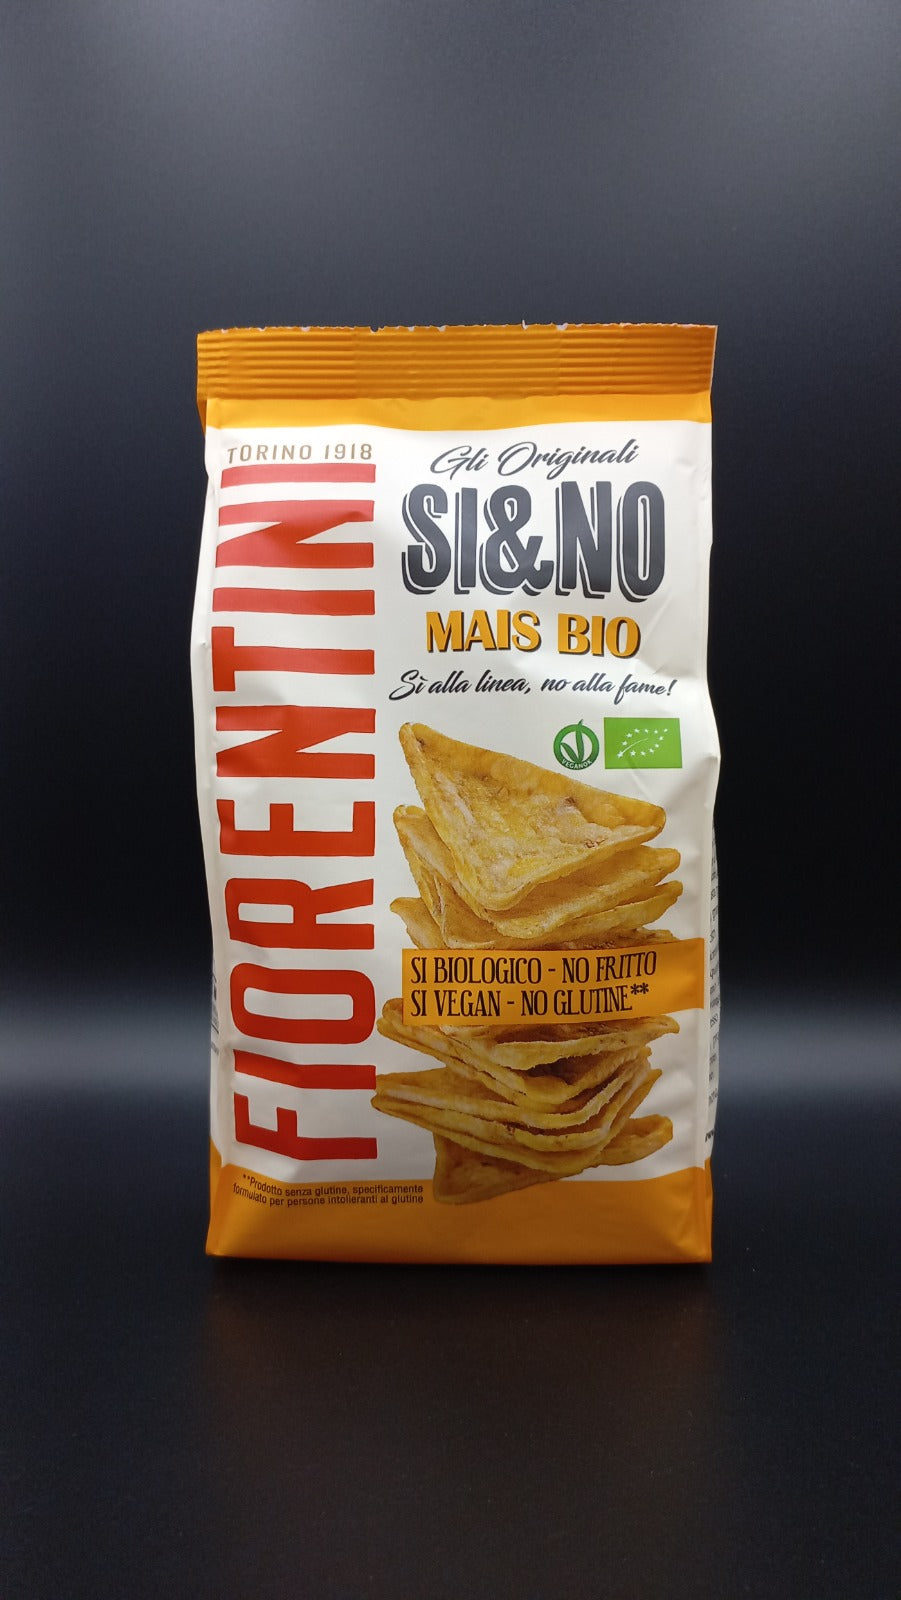 TORINO 1918
FIORENTINI
Gli Originali
SI&NO
MAIS BIO
Sì alla linea, no alla fame!
VEGANOK
SI BIOLOGICO - NO FRITTO
SI VEGAN - NO GLUTINE**
**Prodotto senza glutine, specificamente
formulato per persone intolleranti al glutine